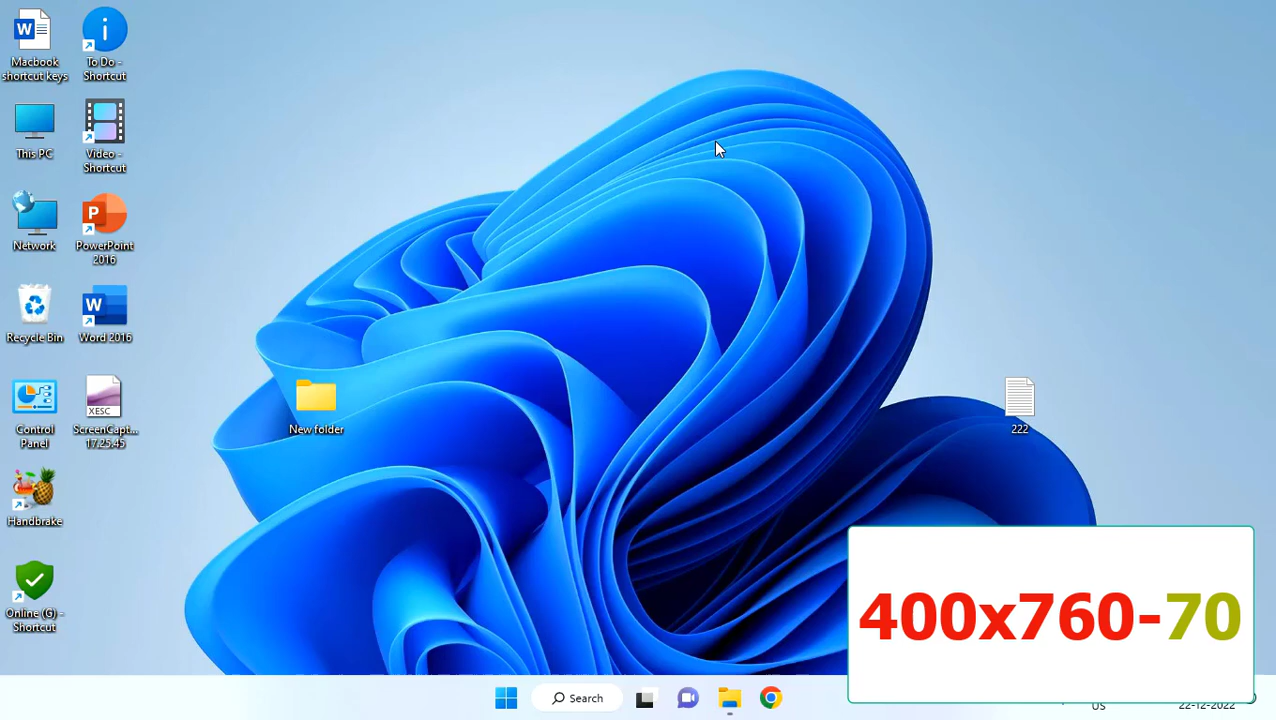 Macbook
shortcut keys
To Do -
Shortcut
This PC
Video -
Shortcut
Network
P
PowerPoint
2016
Recycle Bin
W
Word 2016
Control
Panel
XESC
ScreenCapt...
17.25.45
Handbrake
Online (G) -
Shortcut
New folder
222
400x760-70
Search
US
22-12-2022